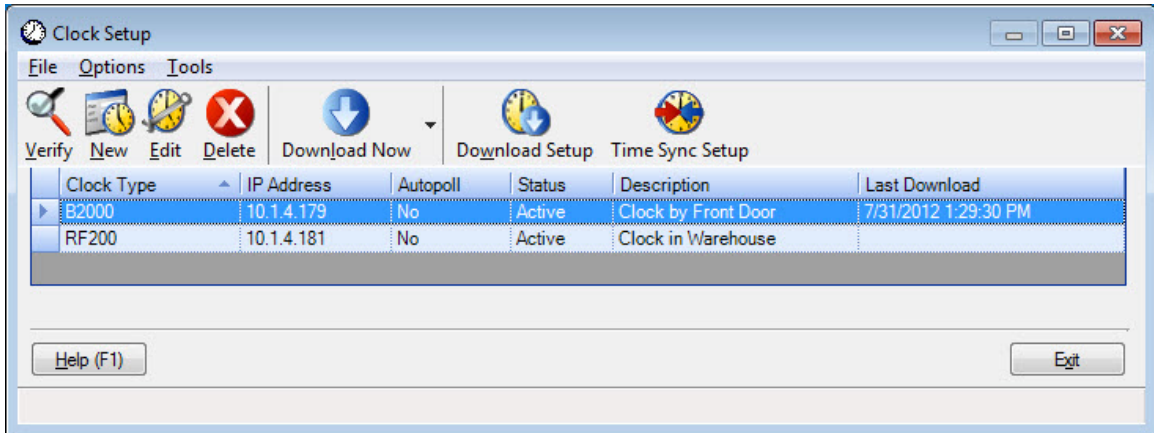 Clock Setup
File Options Tools
Verify New Edit Delete Download Now Download Setup Time Sync Setup
Clock Type IP Address Autopoll Status Description Last Download
B2000 10.1.4.179 No Active Clock by Front Door 7/31/2012 1:29:30 PM
RF200 10.1.4.181 No Active Clock in Warehouse
Help (F1) Exit